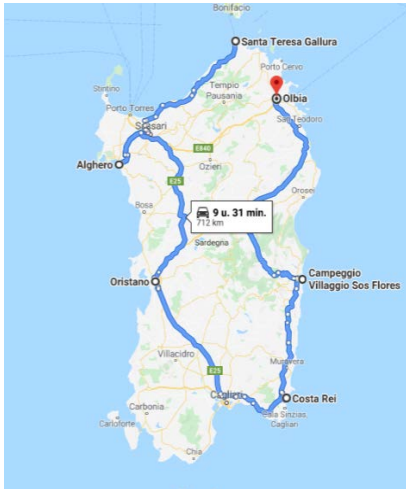 Bonifacio
Santa Teresa Gallura
Porto Cervo
Stintino
Tempio
Pausania
Olbia
Porto Torres
San Teodoro
Sassari
E840
Ozieri
Alghero
E25
Orosei
Bosa
9 u. 31 min.
712 km
Sardegna
Oristano
Campeggio
Villaggio Sos Flores
Villacidro
Muravera
E25
Carbonia
Cagliari
Costa Rei
Carloforte
Cala Sinzias,
Cagliari
Chia